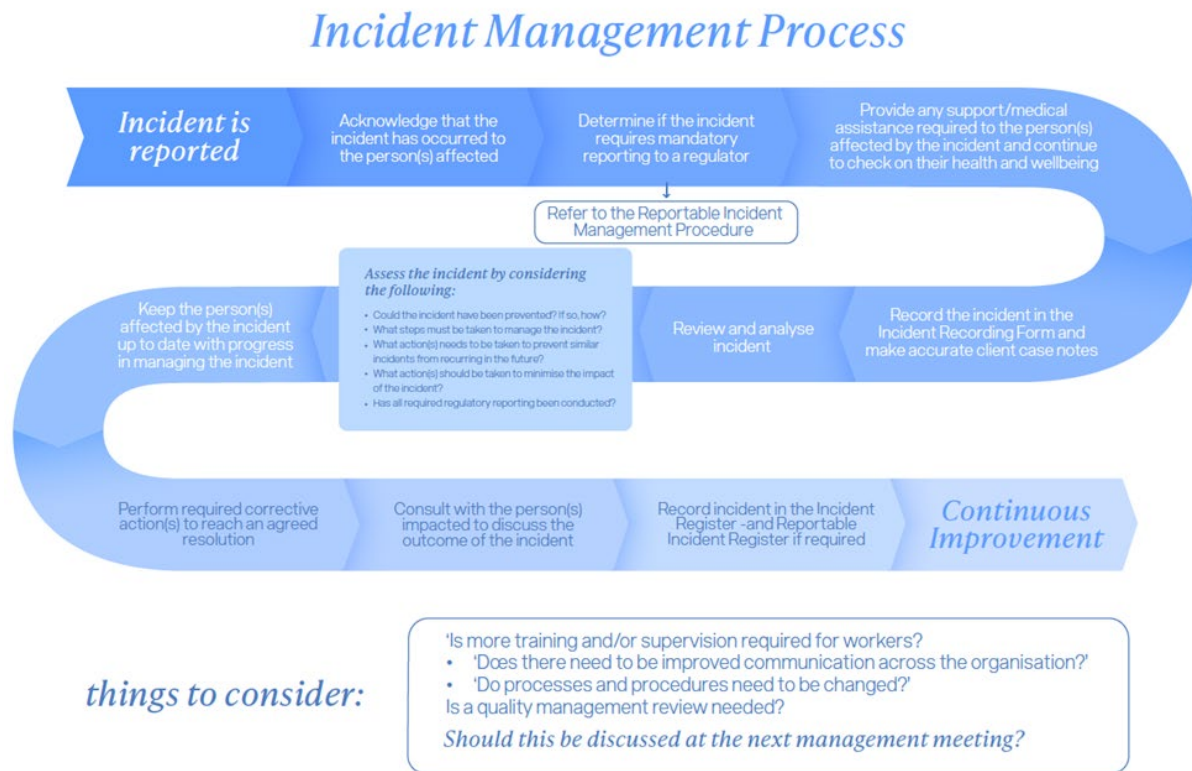 Incident Management Process
Incident is
reported
Acknowledge that the
incident has occurred to
the person(s) affected
Determine if the incident
requires mandatory
reporting to a regulator
Provide any support/medical
assistance required to the person(s)
affected by the incident and continue
to check on their health and wellbeing
Refer to the Reportable Incident
Management Procedure
Record the incident in the
Incident Recording Form and
make accurate client case notes
Review and analyse
incident
Assess the incident by considering
the following:
• Could the incident have been prevented? If so, how?
• What steps must be taken to manage the incident?
• What action(s) needs to be taken to prevent similar
incidents from recurring in the future?
• What action(s) should be taken to minimise the impact
of the incident?
• Has all required regulatory reporting been conducted?
Keep the person(s)
affected by the incident
up to date with progress
in managing the incident
Perform required corrective
action(s) to reach an agreed
resolution
Consult with the person(s)
impacted to discuss the
outcome of the incident
Record incident in the Incident
Register -and Reportable
Incident Register if required
Continuous
Improvement
things to consider:
'Is more training and/or supervision required for workers?
• 'Does there need to be improved communication across the organisation?'
• 'Do processes and procedures need to be changed?'
Is a quality management review needed?
Should this be discussed at the next management meeting?